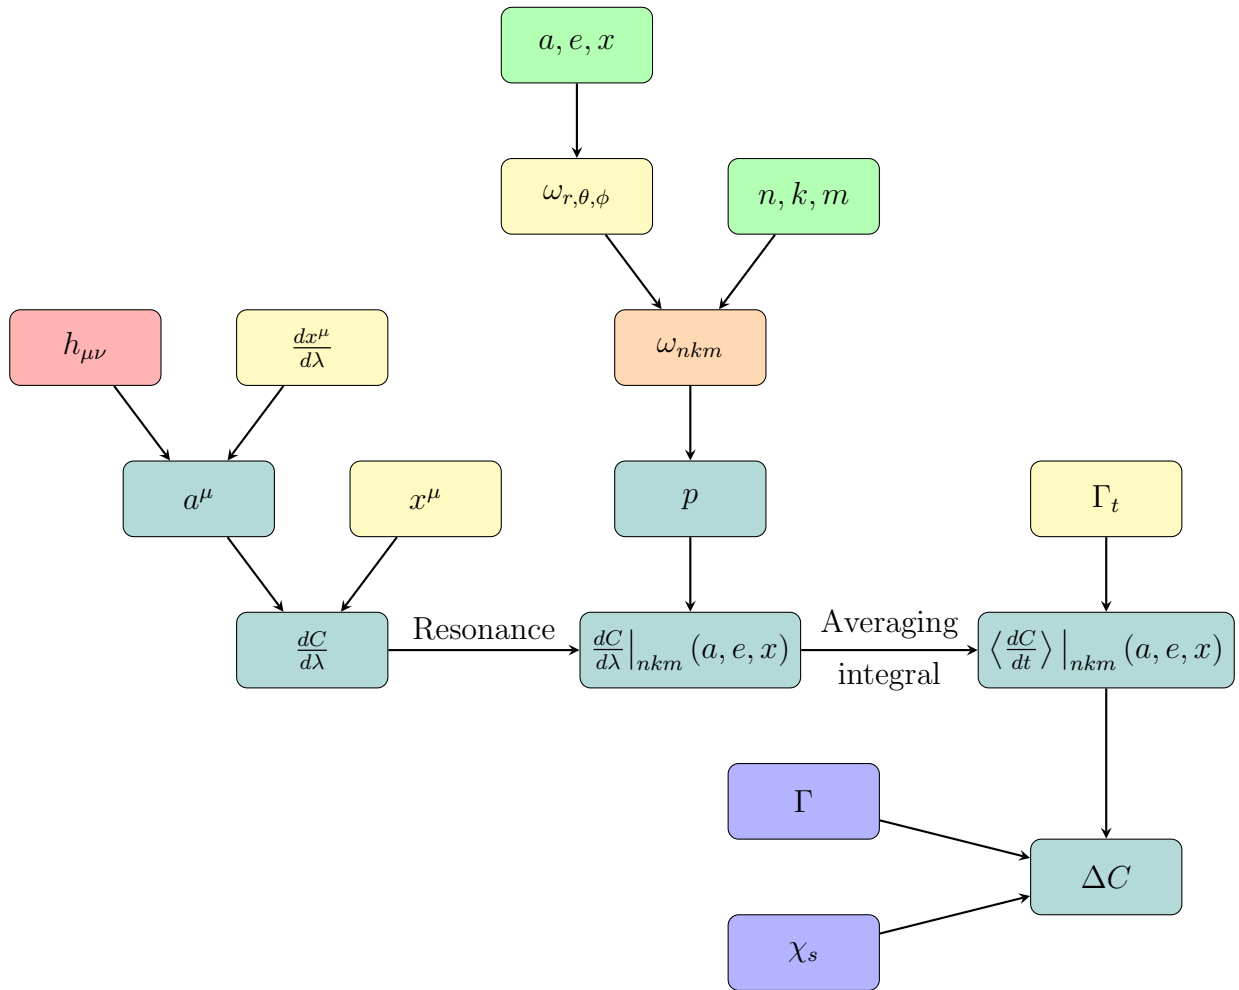 a, e, x
ω_{r,θ,ϕ}
n, k, m
h_{μν}
dx^μ/dλ
ω_{nkm}
a^μ
x^μ
p
Γ_t
dC/dλ
Resonance
dC/dλ|_{nkm} (a, e, x)
Averaging
integral
⟨dC/dt⟩|_{nkm} (a, e, x)
Γ
ΔC
χ_s